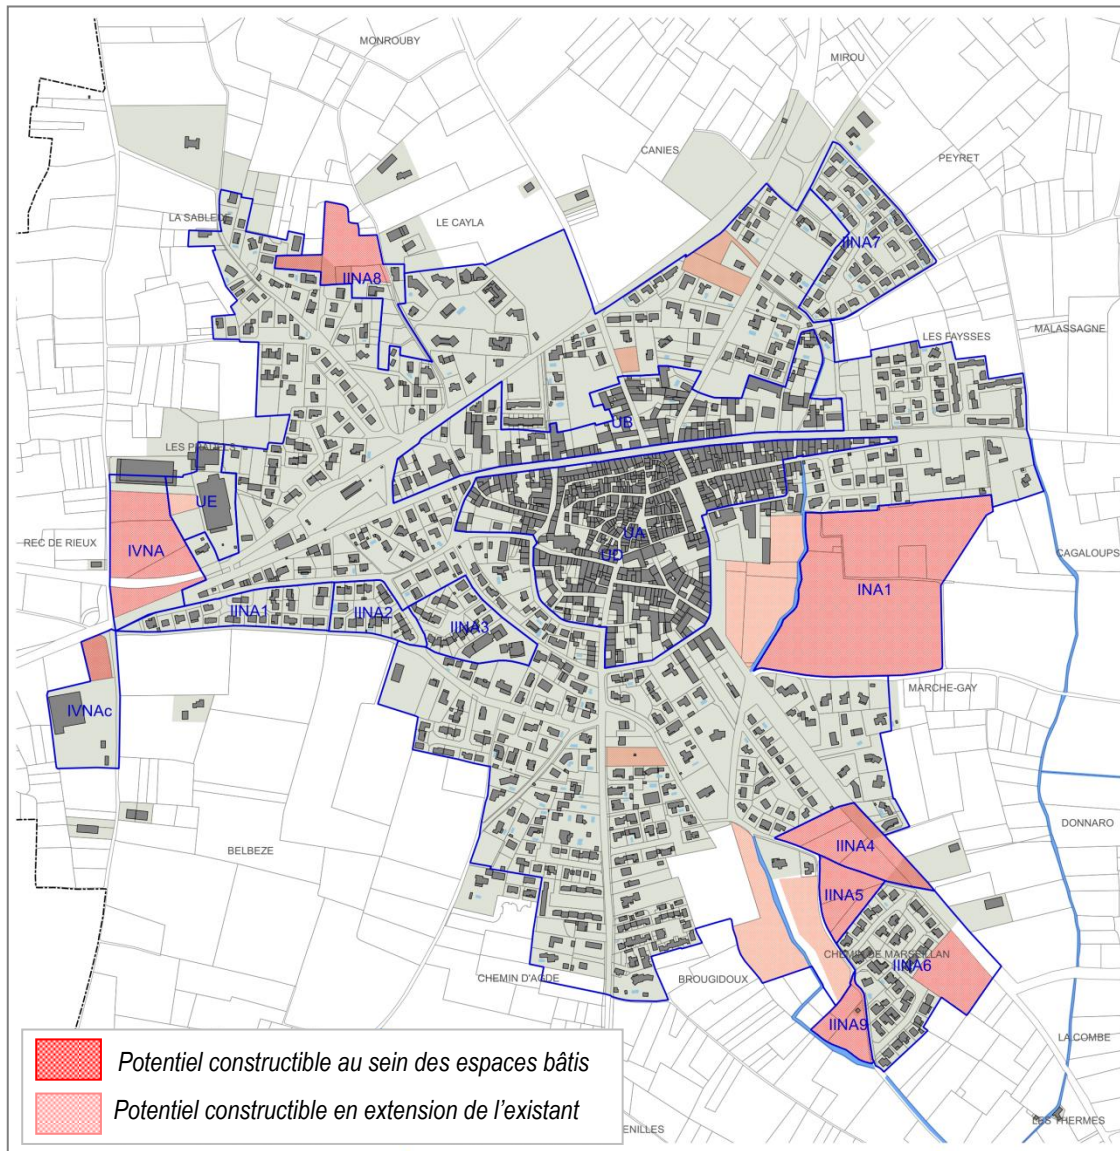 MONROUBY
MIROU
CANIES
PEYRET
LA SABLE
LE CAYLA
IINA7
IINA8
MALASSAGNE
LES FAYSSES
UB
LES PRADELS
UE
REC DE RIEUX
IVNA
UA
UD
CAGALOUPS
INA1
IINA1
IINA2
IINA3
MARCHE-GAY
IVNAc
DONNARO
BELBEZE
IINA4
IINA5
CHEMIN DE MARSEILLAN
IINA6
CHEMIN D'AGDE
BROUGIDOUX
IINA9
LA COMBE
Potentiel constructible au sein des espaces bâtis
Potentiel constructible en extension de l'existant
LES THERMES
ENILLES